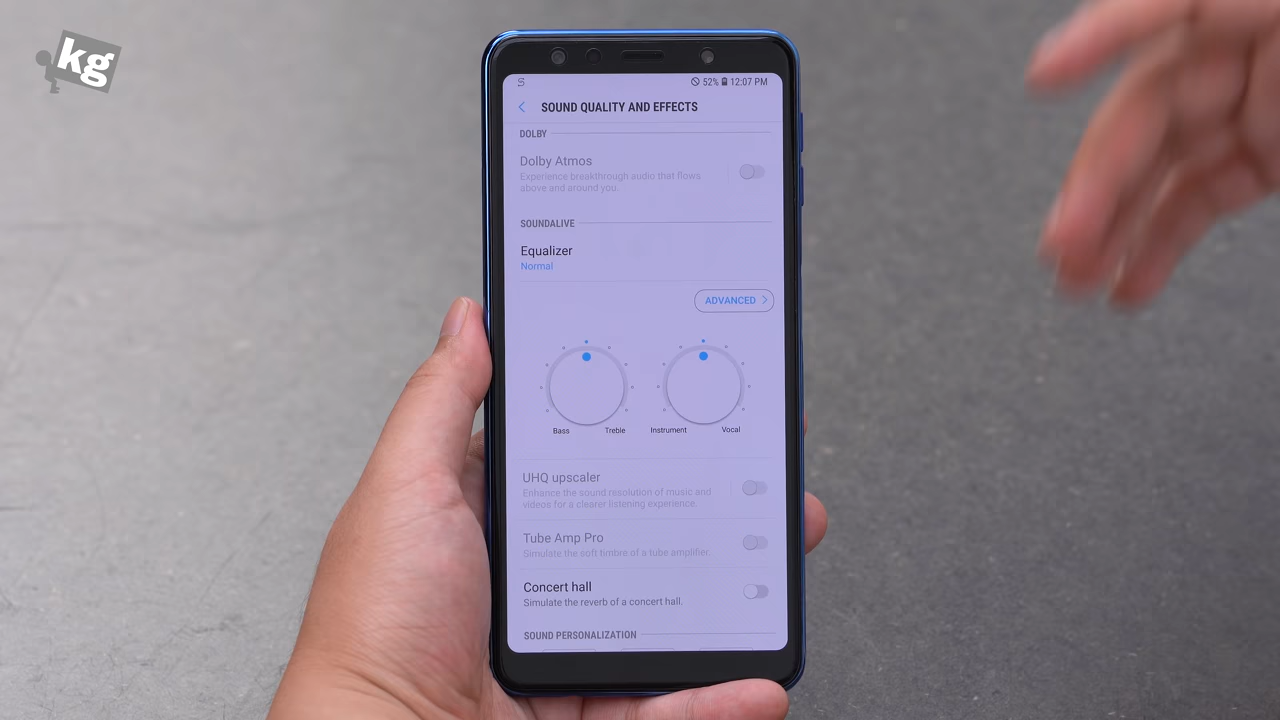 kg
52% 12:07 PM
SOUND QUALITY AND EFFECTS
DOLBY
Dolby Atmos
Experience breakthrough audio that flows
above and around you.
SOUNDALIVE
Equalizer
Normal
ADVANCED
Bass Treble Instrument Vocal
UHQ upscaler
Enhance the sound resolution of music and
videos for a clearer listening experience.
Tube Amp Pro
Simulate the soft timbre of a tube amplifier.
Concert hall
Simulate the reverb of a concert hall.
SOUND PERSONALIZATION